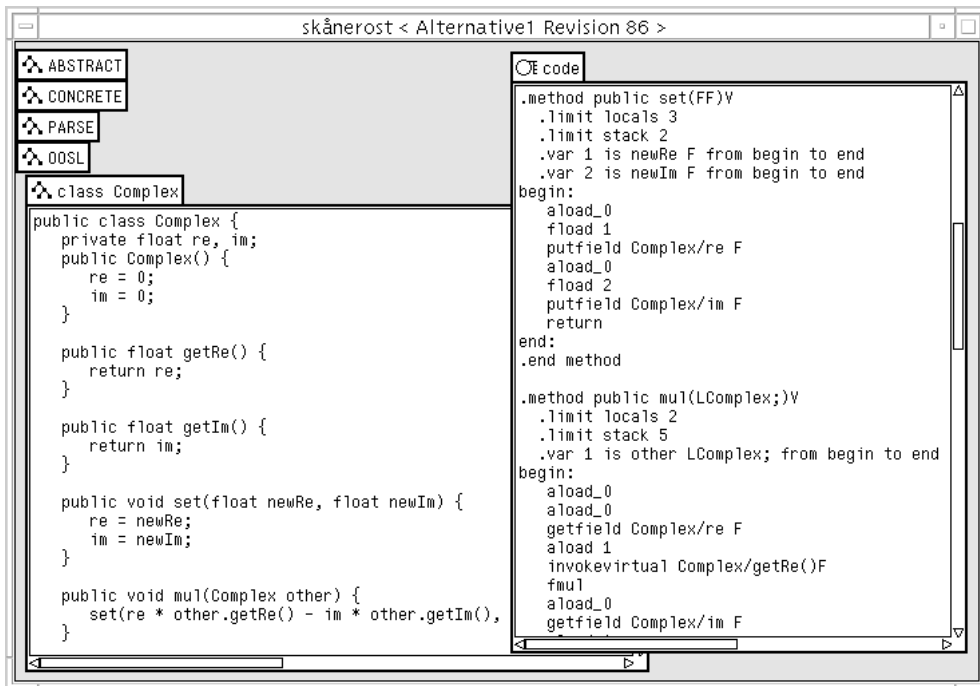 skånerost < Alternative1 Revision 86 >
ABSTRACT
CONCRETE
PARSE
OOSL
class Complex
public class Complex {
private float re, im;
public Complex() {
re = 0;
im = 0;
}
public float getRe() {
return re;
}
public float getIm() {
return im;
}
public void set(float newRe, float newIm) {
re = newRe;
im = newIm;
}
public void mul(Complex other) {
set(re * other.getRe() - im * other.getIm(),
}
code
.method public set(FF)V
.limit locals 3
.limit stack 2
.var 1 is newRe F from begin to end
.var 2 is newIm F from begin to end
begin:
aload_0
fload 1
putfield Complex/re F
aload_0
fload 2
putfield Complex/im F
return
end:
.end method
.method public mul(LComplex;)V
.limit locals 2
.limit stack 5
.var 1 is other LComplex; from begin to end
begin:
aload_0
aload_0
getfield Complex/re F
aload 1
invokevirtual Complex/getRe()F
fmul
aload_0
getfield Complex/im F